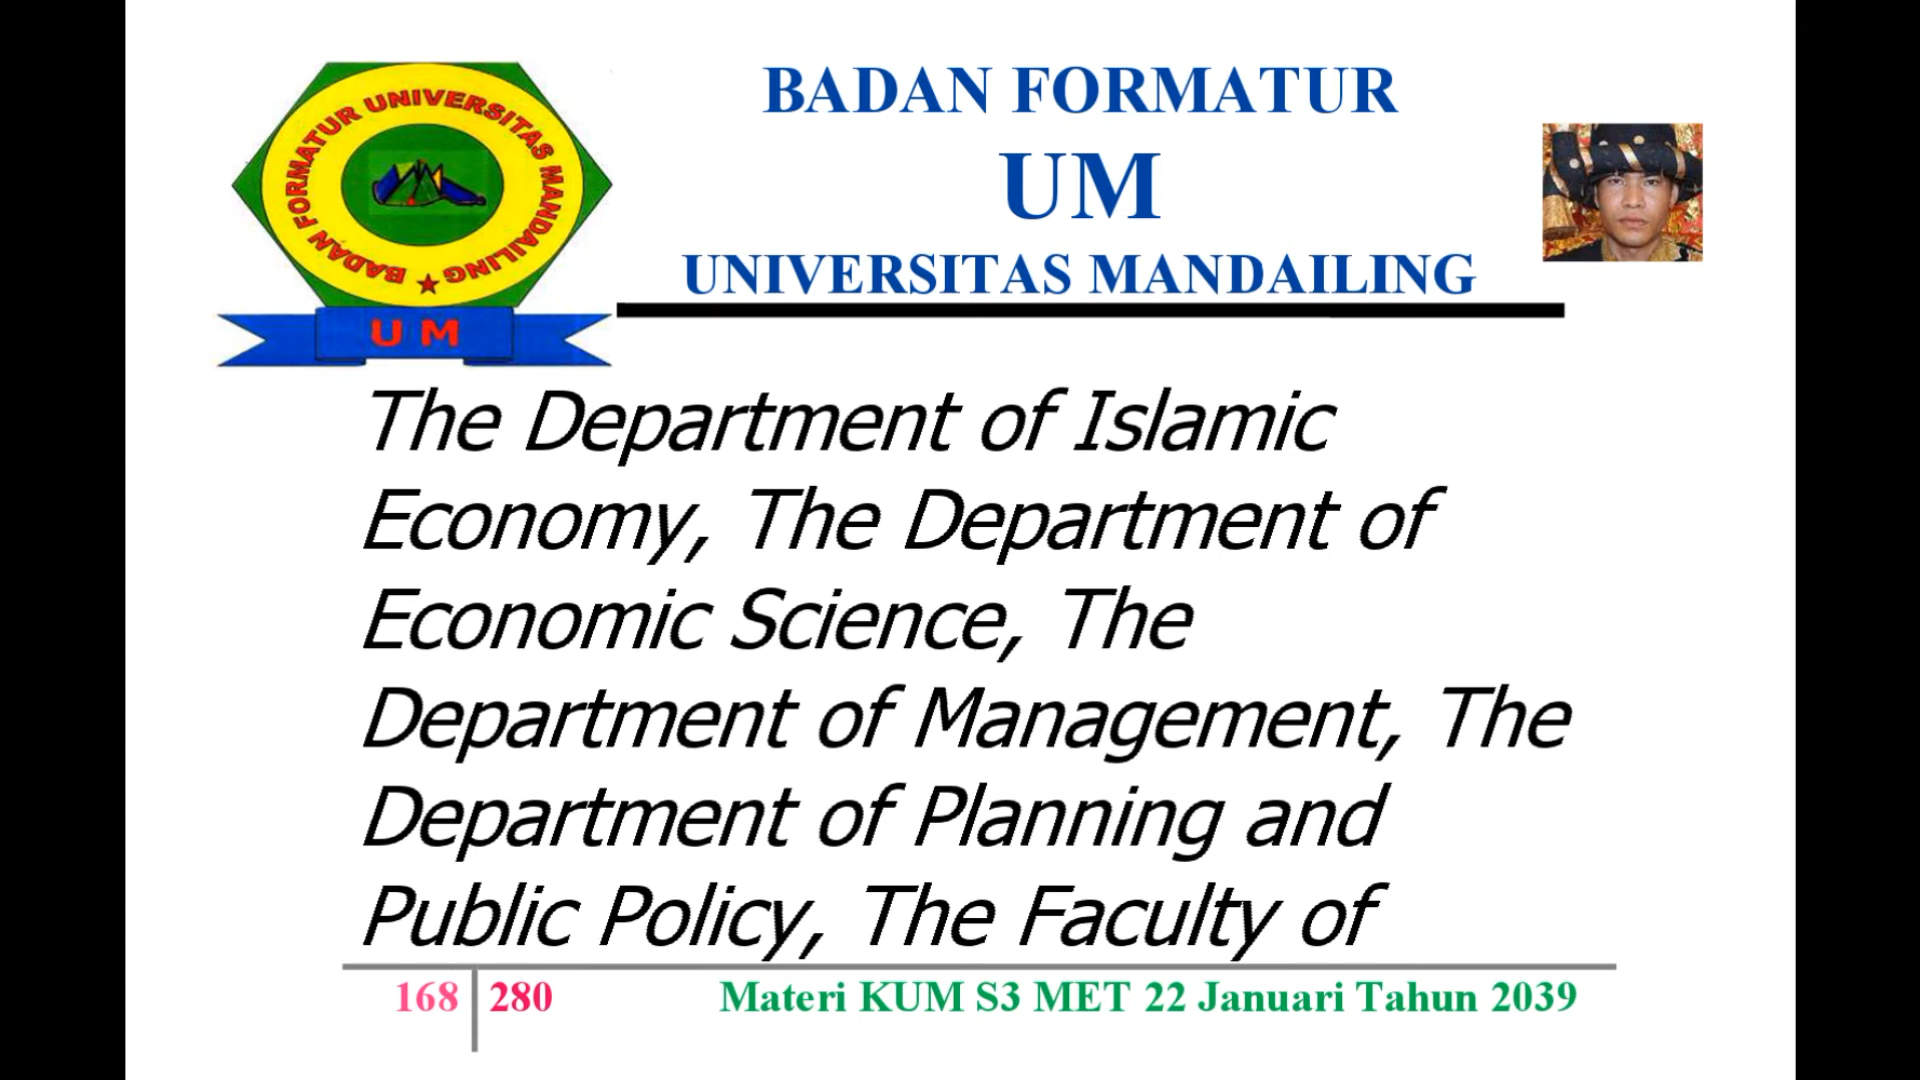 BADAN FORMATUR UNIVERSITAS MANDAILING
U M
BADAN FORMATUR
UM
UNIVERSITAS MANDAILING
The Department of Islamic
Economy, The Department of
Economic Science, The
Department of Management, The
Department of Planning and
Public Policy, The Faculty of
168 280 Materi KUM S3 MET 22 Januari Tahun 2039